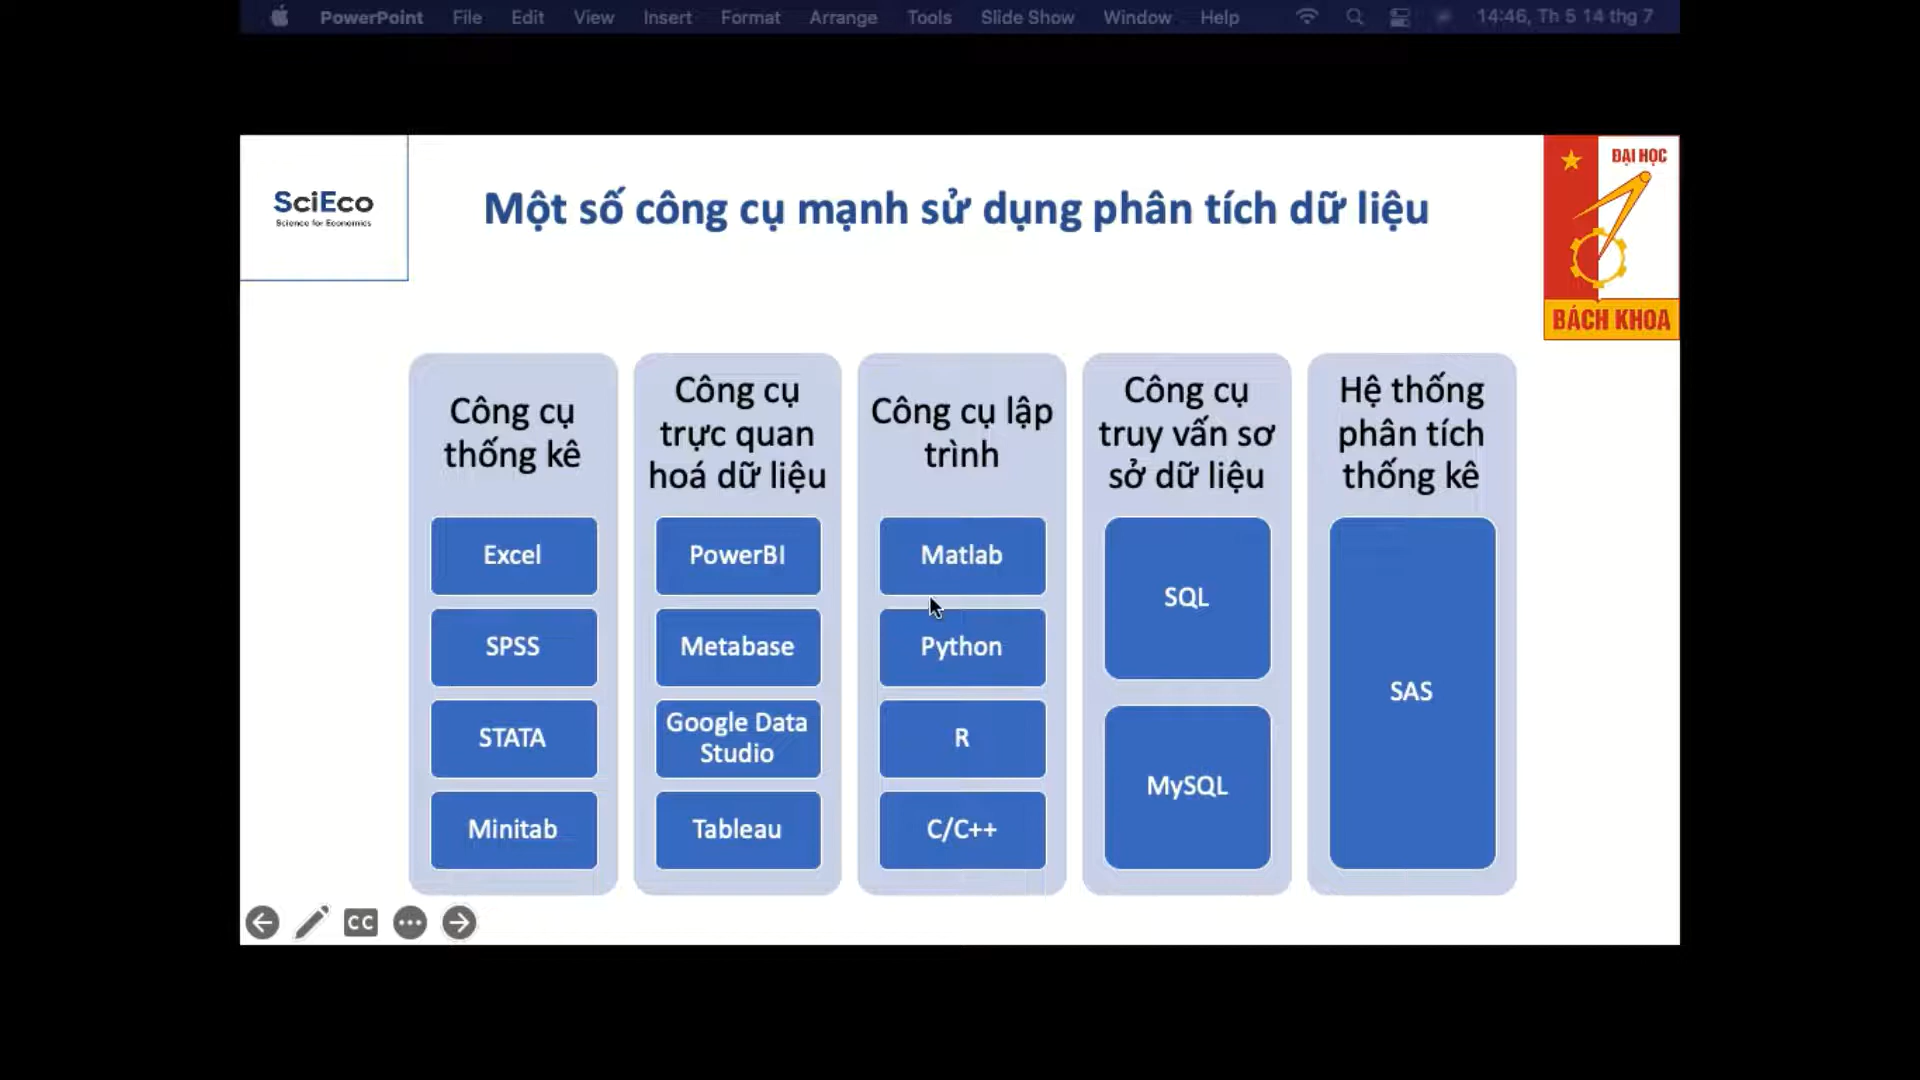 PowerPoint File Edit View Insert Format Arrange Tools Slide Show Window Help 14:46, Th 5 14 thg 7
SciEco
Science for Economics
Một số công cụ mạnh sử dụng phân tích dữ liệu
ĐẠI HỌC
BÁCH KHOA
Công cụ
thống kê
Excel
SPSS
STATA
Minitab
Công cụ
trực quan
hoá dữ liệu
PowerBI
Metabase
Google Data
Studio
Tableau
Công cụ lập
trình
Matlab
Python
R
C/C++
Công cụ
truy vấn sơ
sở dữ liệu
SQL
MySQL
Hệ thống
phân tích
thống kê
SAS
CC